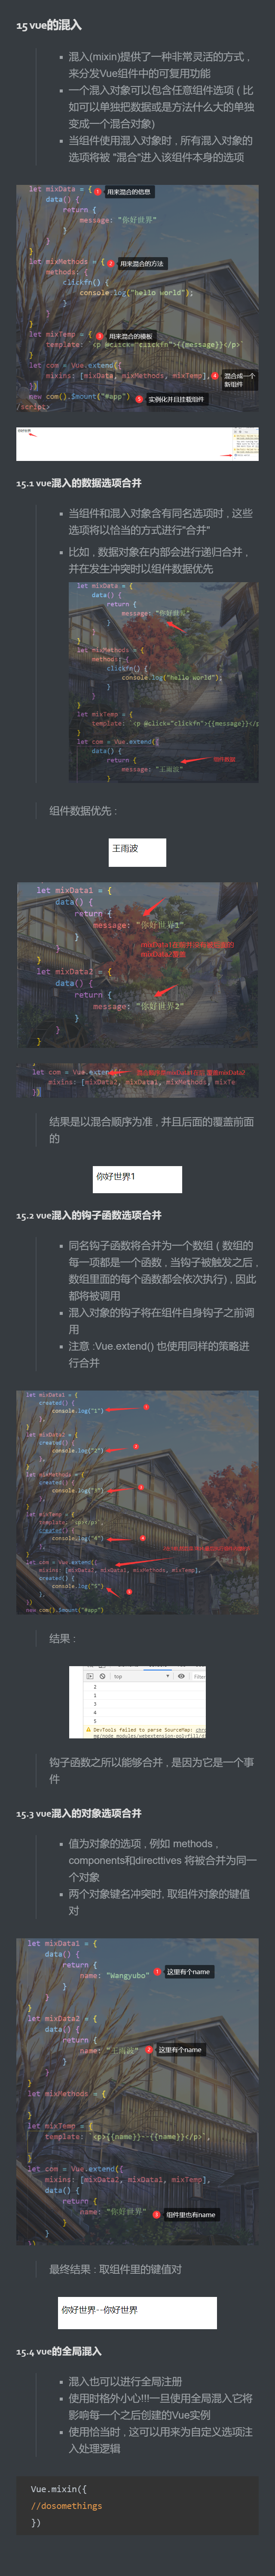 15 vue的混入
混入(mixin)提供了一种非常灵活的方式，
来分发Vue组件中的可复用功能
一个混入对象可以包含任意组件选项 ( 比
如可以单独把数据或是方法什么大的单独
变成一个混合对象)
当组件使用混入对象时 , 所有混入对象的
选项将被 "混合"进入该组件本身的选项
let mixData = { 1 用来混合的信息
data() {
return {
message: "你好世界"
}
}
}
let mixMethods = { 2 用来混合的方法
methods: {
clickfn() {
console.log("hello world");
}
}
}
let mixTemp = { 3 用来混合的模板
template: `<p @click="clickfn">{{message}}</p>`
}
let com = Vue.extend({ 混合成一个
mixins: [mixData, mixMethods, mixTemp], 4 新组件
})
new com().$mount("#app") 5 实例化并且挂载组件
/script>
15.1 vue混入的数据选项合并
当组件和混入对象含有同名选项时 , 这些
选项将以恰当的方式进行"合并"
比如 , 数据对象在内部会进行递归合并 ,
并在发生冲突时以组件数据优先
let mixData = {
data() {
return {
message: "你好世界"
}
}
}
let mixMethods = {
methods: {
clickfn() {
console.log("hello world");
}
}
}
let mixTemp = {
template: `<p @click="clickfn">{{message}}</p
}
let com = Vue.extend({
data() {
return {
message: "王雨波"
}
组件数据优先 :
王雨波
let mixData1 = {
data() {
return {
message: "你好世界1"
}
}
}
let mixData2 = {
data() {
return {
message: "你好世界2"
}
}
}
let com = Vue.extend({
mixins: [mixData2, mixData1, mixMethods, mixTe
})
结果是以混合顺序为准 , 并且后面的覆盖前面
的
你好世界1
15.2 vue混入的钩子函数选项合并
同名钩子函数将合并为一个数组 ( 数组的
每一项都是一个函数 , 当钩子被触发之后 ,
数组里面的每个函数都会依次执行) , 因此
都将被调用
混入对象的钩子将在组件自身钩子之前调
用
注意 :Vue.extend() 也使用同样的策略进
行合并
let mixData1 = {
created() {
console.log("1") 1
},
}
let mixData2 = {
created() {
console.log("2") 2
},
}
let mixMethods = {
created() {
console.log("3") 3
},
}
let mixTemp = {
template: `<p></p>`,
created() {
console.log("4") 4
},
}
let com = Vue.extend({
mixins: [mixData2, mixData1, mixMethods, mixTemp],
created() {
console.log("5") 5
},
})
new com().$mount("#app")
结果 :
top
2
1
3
4
5
DevTools failed to parse SourceMap: chr
钩子函数之所以能够合并 , 是因为它是一个事
件
15.3 vue混入的对象选项合并
值为对象的选项 , 例如 methods ,
components和directtives 将被合并为同一
个对象
两个对象键名冲突时, 取组件对象的键值
对
let mixData1 = {
data() {
return {
name: "Wangyubo" 1 这里有个name
}
}
}
let mixData2 = {
data() {
return {
name: "王雨波" 2 这里有个name
}
}
}
let mixMethods = {
}
let mixTemp = {
template: `<p>{{name}}--{{name}}</p>`,
}
let com = Vue.extend({
mixins: [mixData2, mixData1, mixTemp],
data() {
return {
name: "你好世界" 3 组件里也有name
}
}
})
最终结果 : 取组件里的键值对
你好世界--你好世界
15.4 vue的全局混入
混入也可以进行全局注册
使用时格外小心!!!一旦使用全局混入它将
影响每一个之后创建的Vue实例
使用恰当时 , 这可以用来为自定义选项注
入处理逻辑
Vue.mixin({
//dosomethings
})